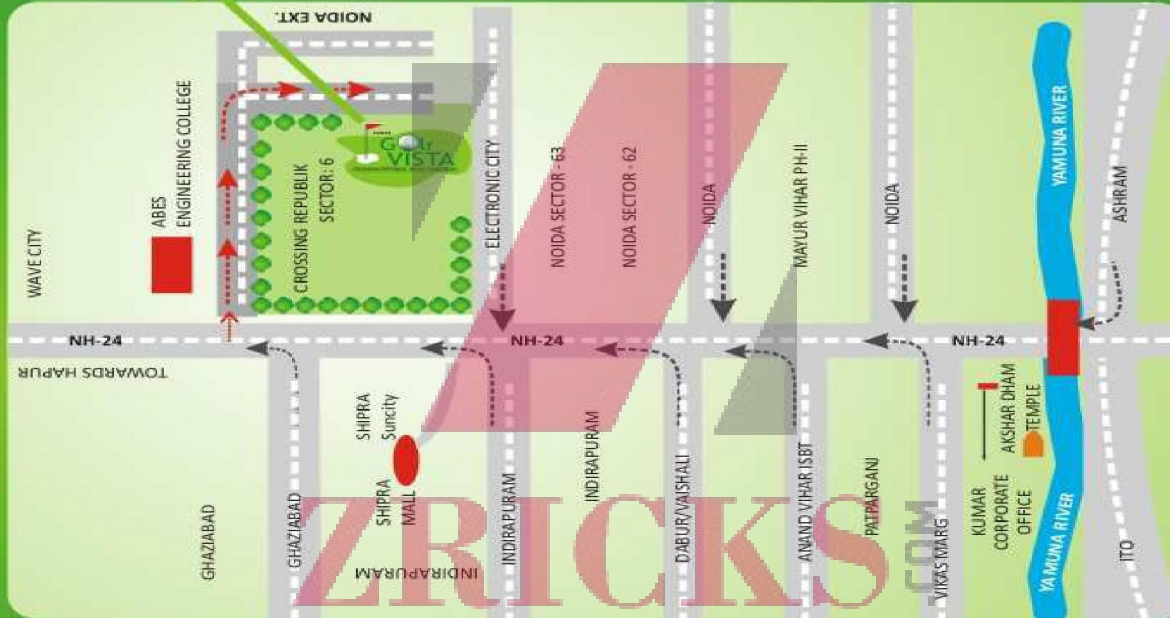 NOIDA EXT.
WAVE CITY
ABES
ENGINEERING COLLEGE
CROSSING REPUBLIK
SECTOR: 6
GOLF
VISTA
ELECTRONIC CITY
NOIDA SECTOR - 63
NOIDA SECTOR - 62
NOIDA
MAYUR VIHAR PH-II
NOIDA
YAMUNA RIVER
ASHRAM
NH-24
NH-24
NH-24
TOWARDS HAPUR
GHAZIABAD
GHAZIABAD
SHIPRA
Suncity
SHIPRA
MALL
INDIRAPURAM
INDIRAPURAM
INDIRAPURAM
DABUR/VAISHALI
ANAND VIHAR ISBT
PATPARGANJ
VIKAS MARG
KUMAR
CORPORATE
OFFICE
AKSHAR DHAM
TEMPLE
YAMUNA RIVER
ITO
ZRICKS
.COM